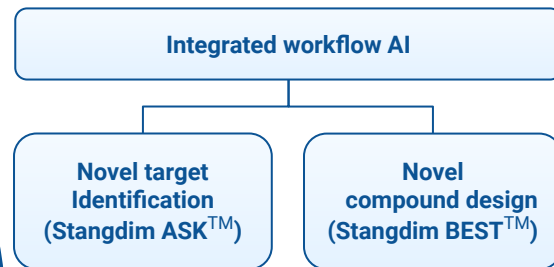 Integrated workflow AI
Novel target
Identification
(Stangdim ASK™)
Novel
compound design
(Stangdim BEST™)